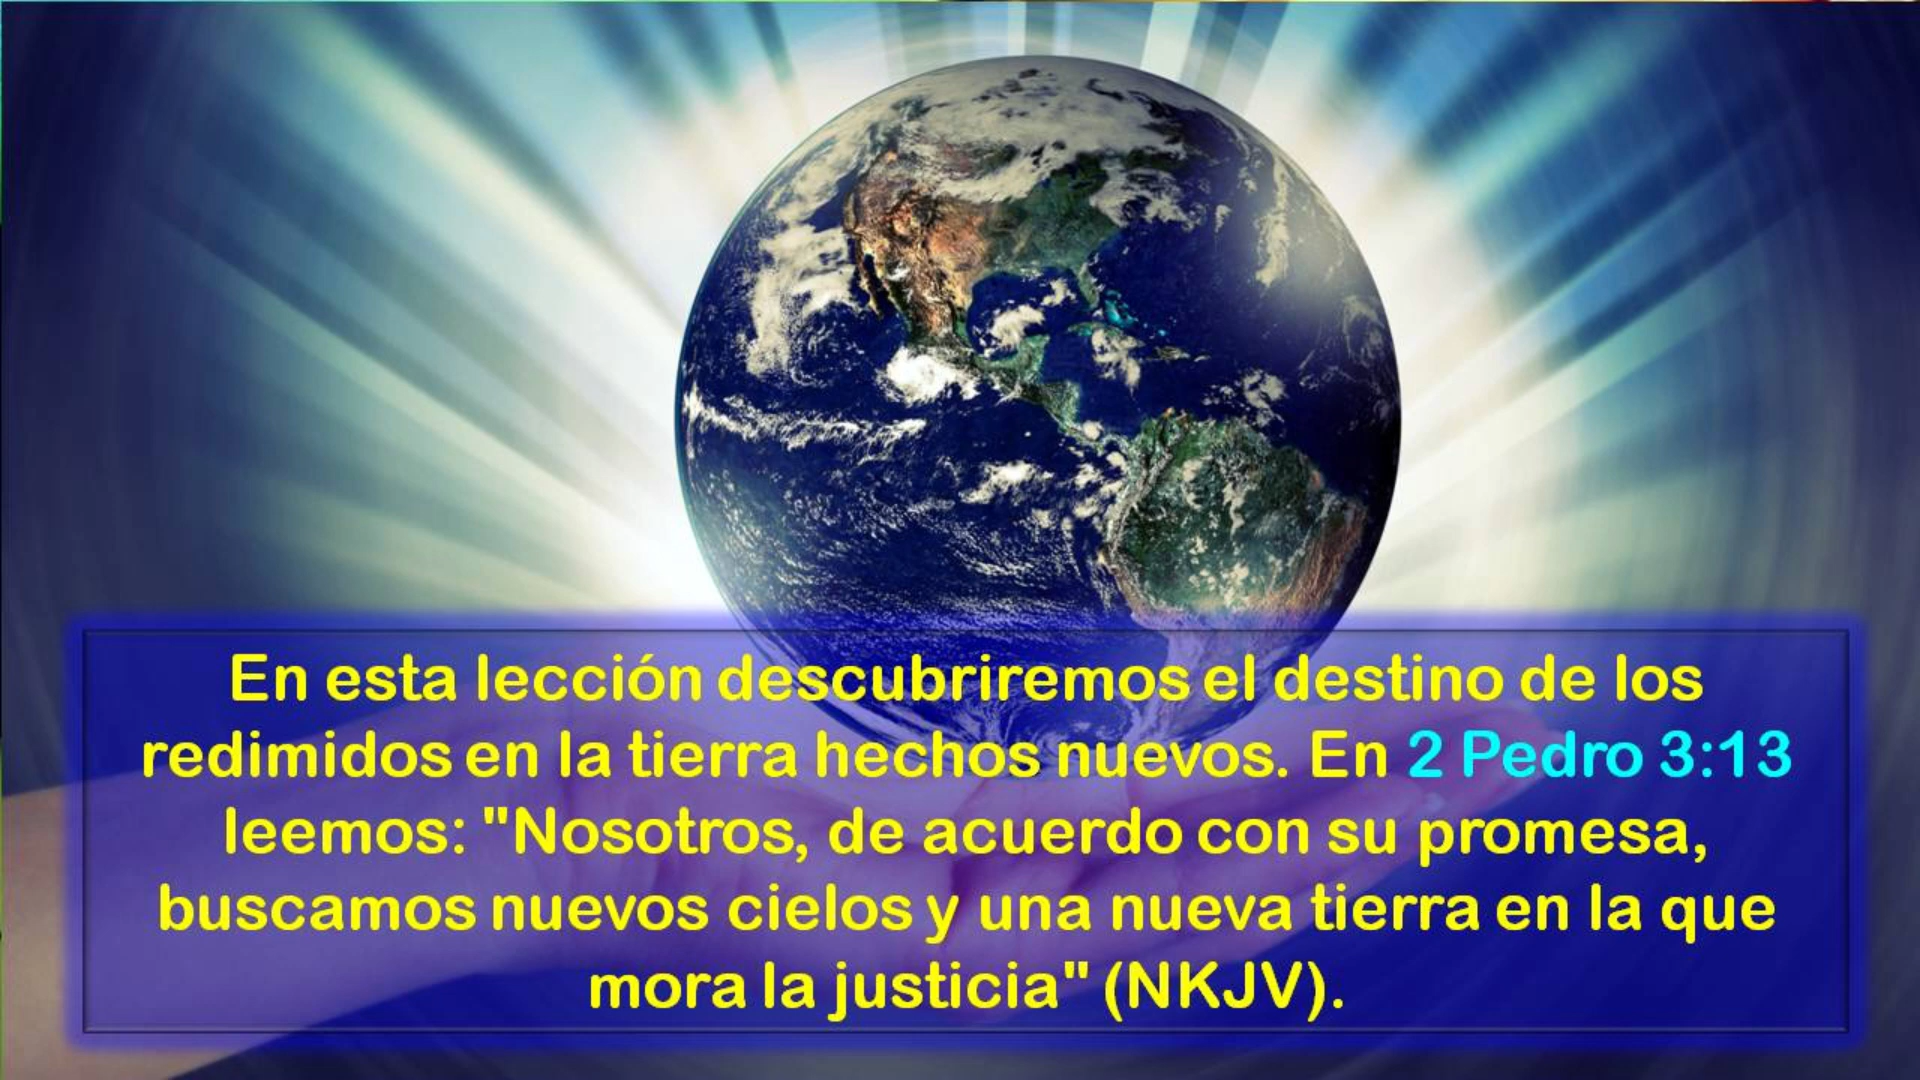 En esta lección descubriremos el destino de los
redimidos en la tierra hechos nuevos. En 2 Pedro 3:13
leemos: "Nosotros, de acuerdo con su promesa,
buscamos nuevos cielos y una nueva tierra en la que
mora la justicia" (NKJV).